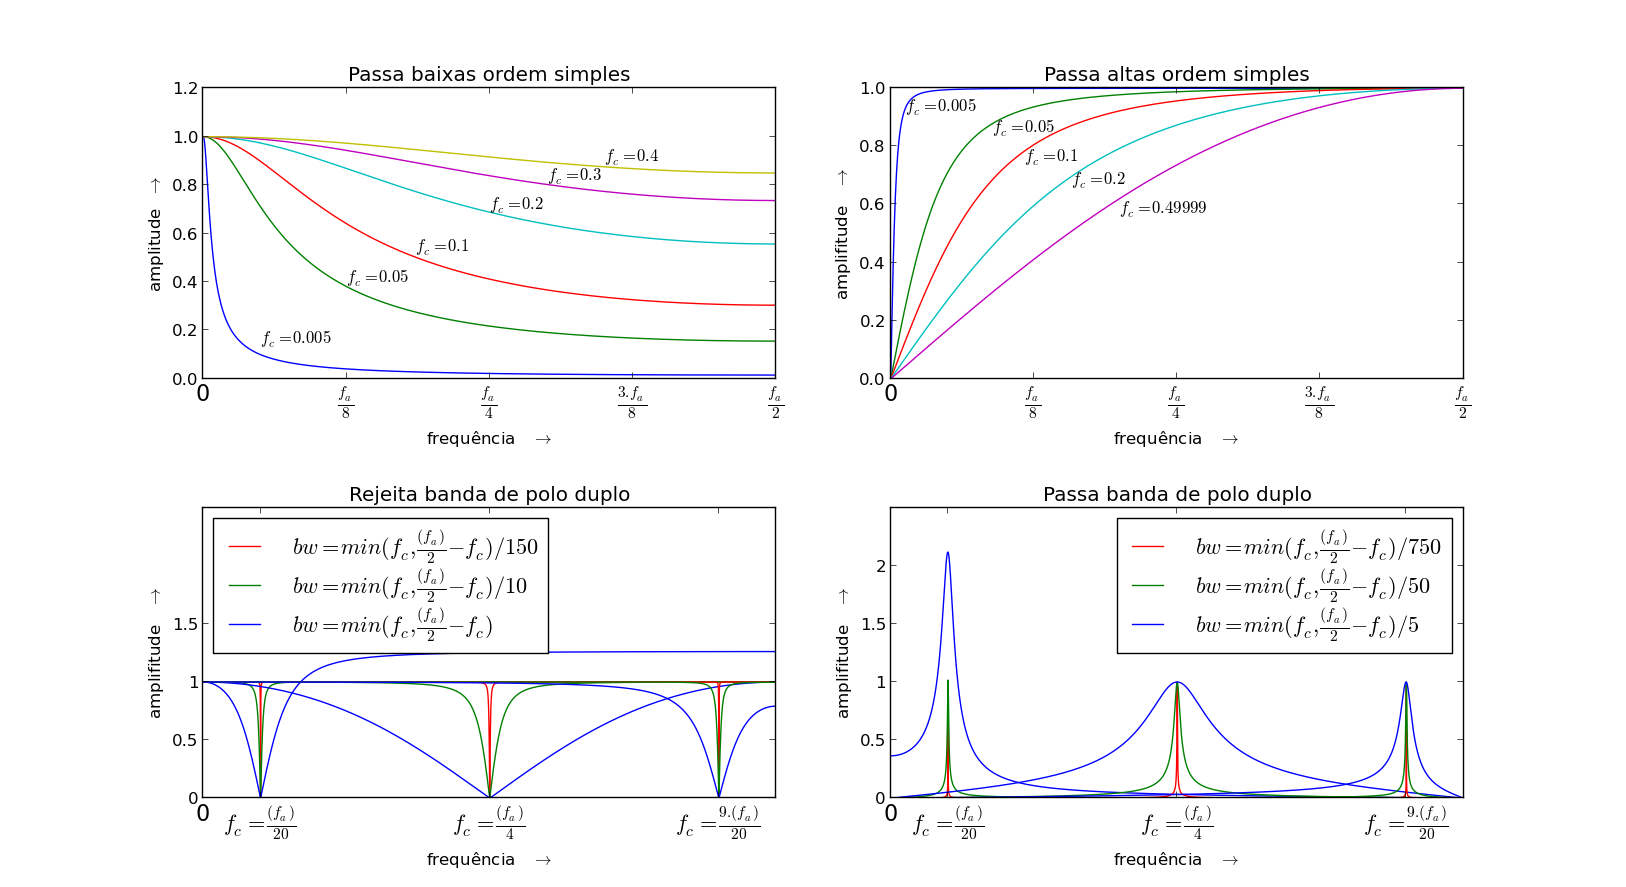 Passa baixas ordem simples
1.2
1.0
0.8
0.6
0.4
0.2
0.0
amplitude →
f_c =0.4
f_c =0.3
f_c =0.2
f_c =0.1
f_c =0.05
f_c =0.005
0 f_a/8 f_a/4 3.f_a/8 f_a/2
frequência →
Passa altas ordem simples
1.0
0.8
0.6
0.4
0.2
0.0
amplifitude →
f_c =0.005
f_c =0.05
f_c =0.1
f_c =0.2
f_c =0.49999
0 f_a/8 f_a/4 3.f_a/8 f_a/2
frequência →
Rejeita banda de polo duplo
bw =min(f_c,(f_a)/2 −f_c)/150
bw =min(f_c,(f_a)/2 −f_c)/10
bw =min(f_c,(f_a)/2 −f_c)
1.5
1
0.5
0
amplifitude →
0 f_c =(f_a)/20 f_c =(f_a)/4 f_c =9.(f_a)/20
frequência →
Passa banda de polo duplo
bw =min(f_c,(f_a)/2 −f_c)/750
bw =min(f_c,(f_a)/2 −f_c)/50
bw =min(f_c,(f_a)/2 −f_c)/5
2
1.5
1
0.5
0
amplifitude →
0 f_c =(f_a)/20 f_c =(f_a)/4 f_c =9.(f_a)/20
frequência →